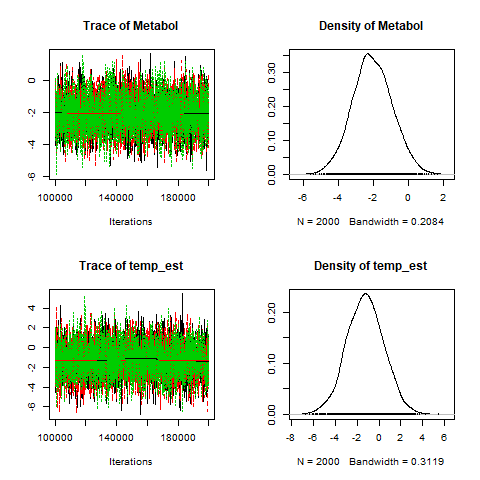 Trace of Metabol
0
-2
-4
-6
100000 140000 180000
Iterations
Density of Metabol
0.30
0.20
0.10
0.00
-6 -4 -2 0 2
N = 2000 Bandwidth = 0.2084
Trace of temp_est
4
2
0
-2
-4
-6
100000 140000 180000
Iterations
Density of temp_est
0.20
0.10
0.00
-8 -6 -4 -2 0 2 4 6
N = 2000 Bandwidth = 0.3119